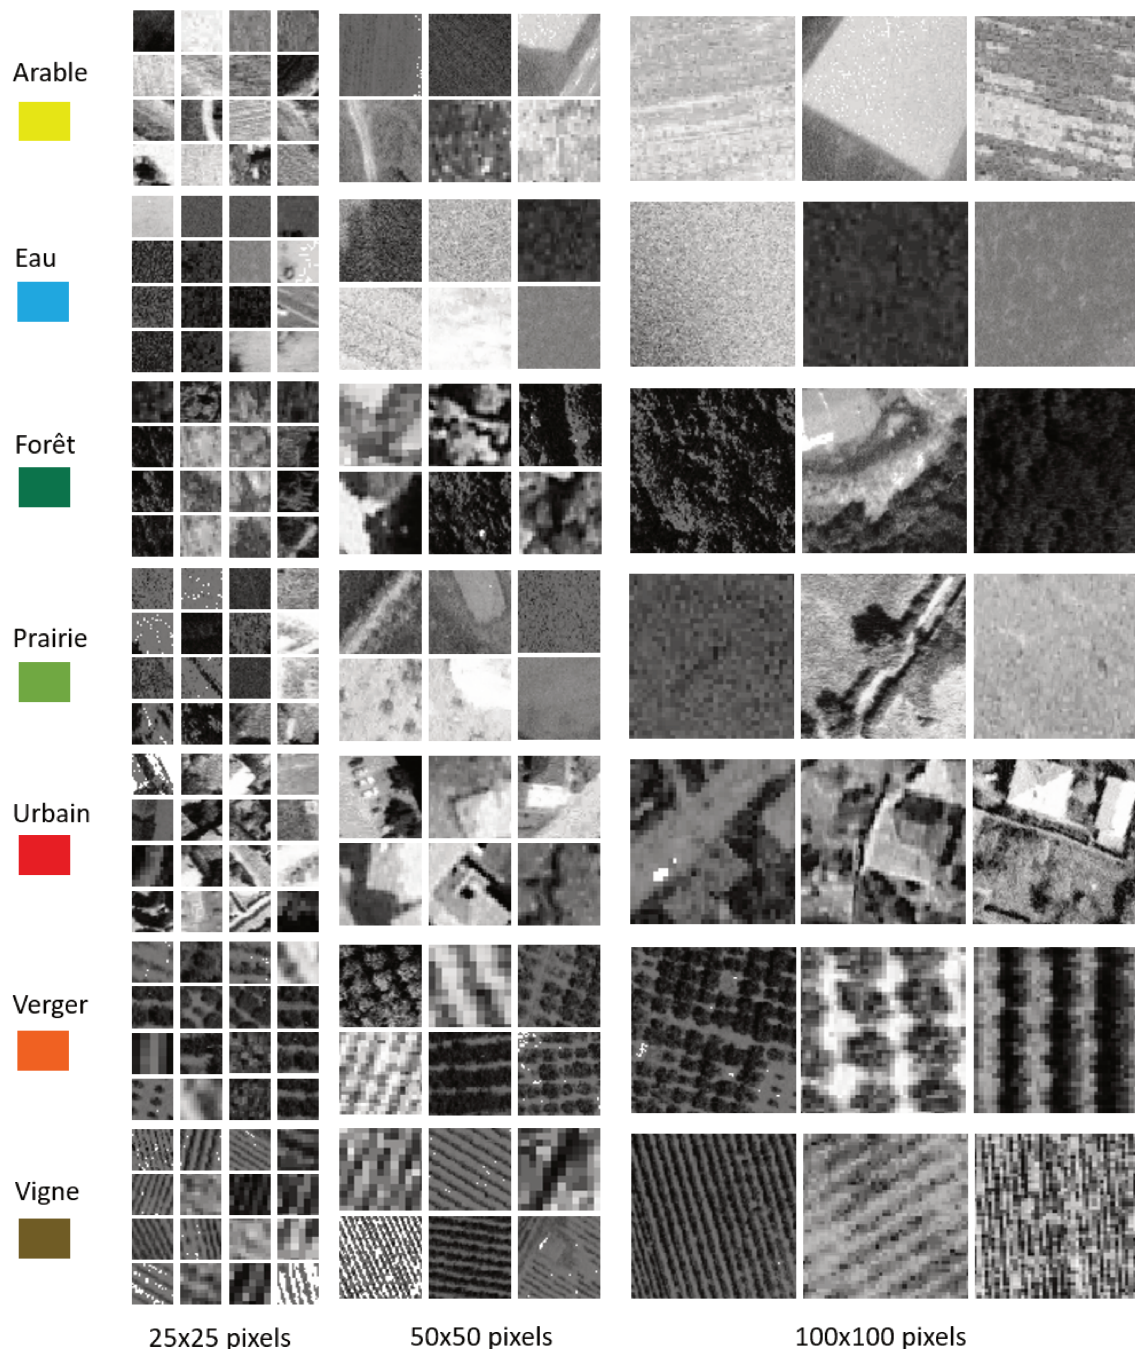 Arable
Eau
Forêt
Prairie
Urbain
Verger
Vigne
25x25 pixels
50x50 pixels
100x100 pixels